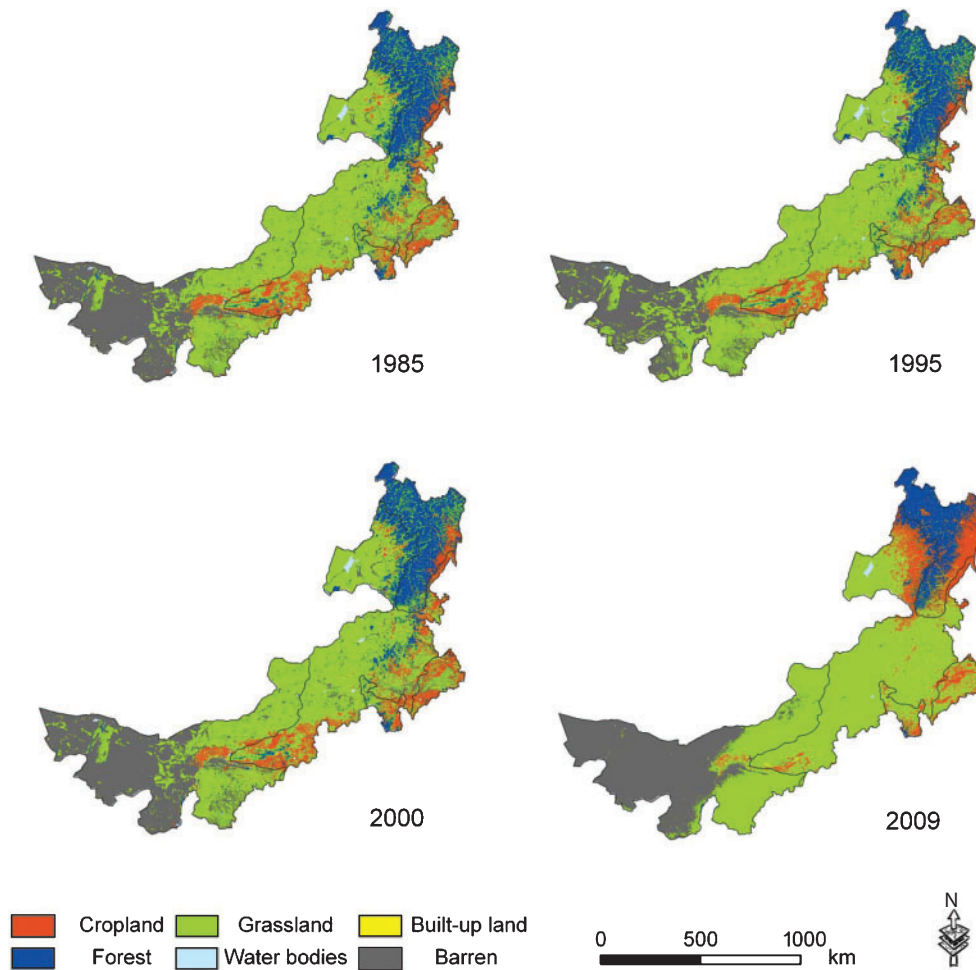 1985
1995
2000
2009
Cropland Grassland Built-up land
Forest Water bodies Barren
0 500 1000
km
N